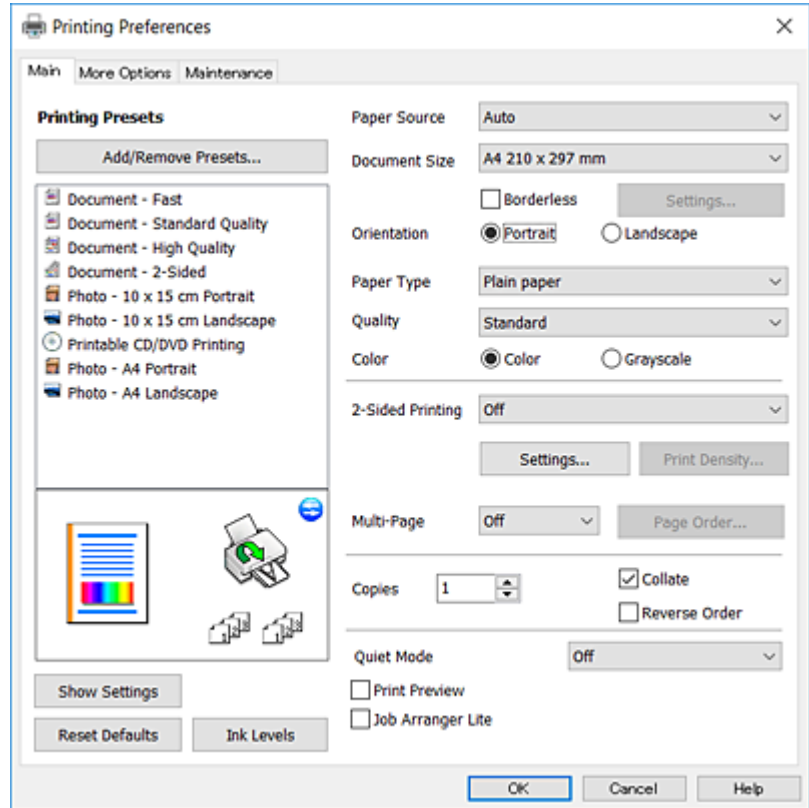 Printing Preferences
Main More Options Maintenance
Printing Presets
Add/Remove Presets...
Document - Fast
Document - Standard Quality
Document - High Quality
Document - 2-Sided
Photo - 10 x 15 cm Portrait
Photo - 10 x 15 cm Landscape
Printable CD/DVD Printing
Photo - A4 Portrait
Photo - A4 Landscape
Show Settings
Reset Defaults Ink Levels
Paper Source Auto
Document Size A4 210 x 297 mm
Borderless Settings...
Orientation Portrait Landscape
Paper Type Plain paper
Quality Standard
Color Color Grayscale
2-Sided Printing Off
Settings... Print Density...
Multi-Page Off Page Order...
Copies 1 Collate
Reverse Order
Quiet Mode Off
Print Preview
Job Arranger Lite
OK Cancel Help